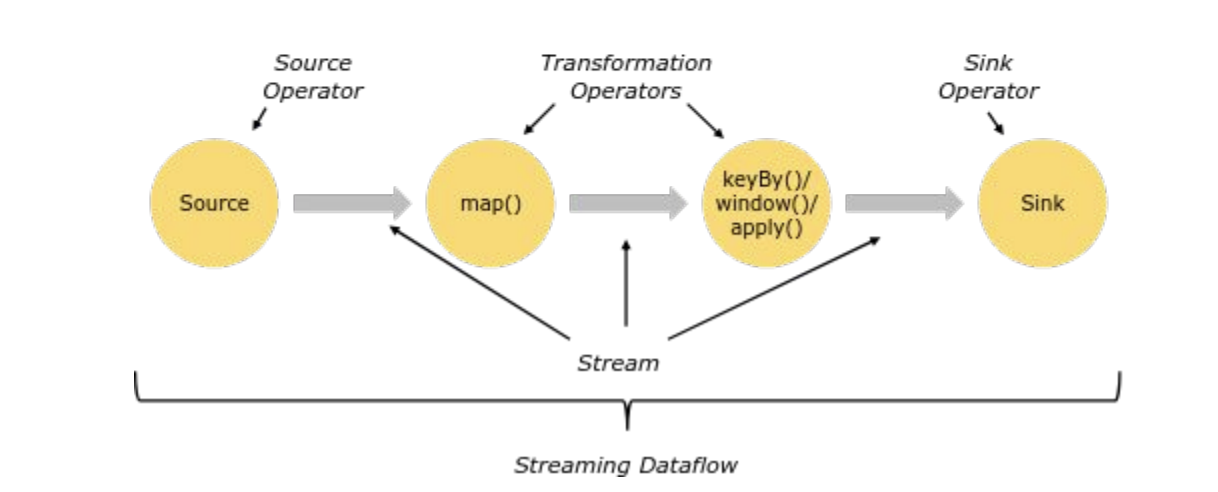 Source
Operator
Transformation
Operators
Sink
Operator
Source
map()
keyBy()/
window()/
apply()
Sink
Stream
Streaming Dataflow